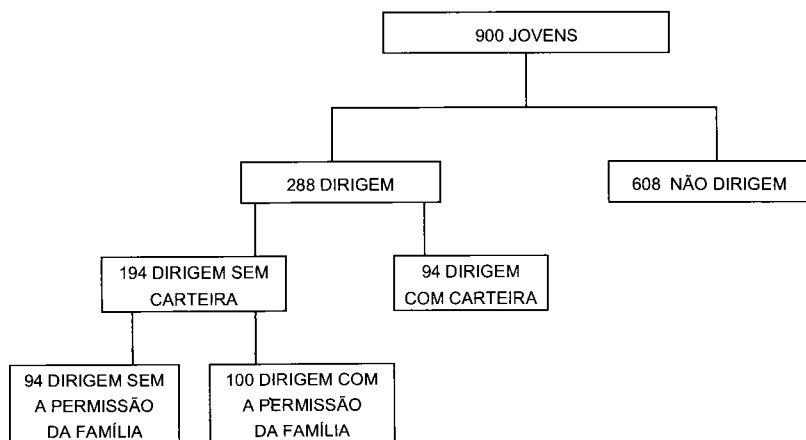 900 JOVENS
288 DIRIGEM
608 NÃO DIRIGEM
194 DIRIGEM SEM
CARTEIRA
94 DIRIGEM
COM CARTEIRA
94 DIRIGEM SEM
A PERMISSÃO
DA FAMÍLIA
100 DIRIGEM COM
A PERMISSÃO
DA FAMÍLIA